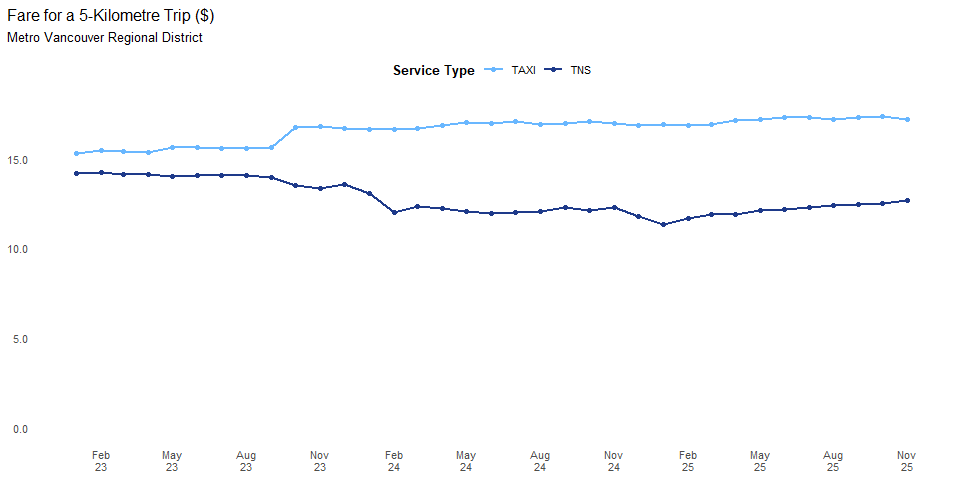 Fare for a 5-Kilometre Trip ($)
Metro Vancouver Regional District
Service Type TAXI TNS
15.0
10.0
5.0
0.0
Feb May Aug Nov Feb May Aug Nov Feb May Aug Nov
23 23 23 23 24 24 24 24 25 25 25 25